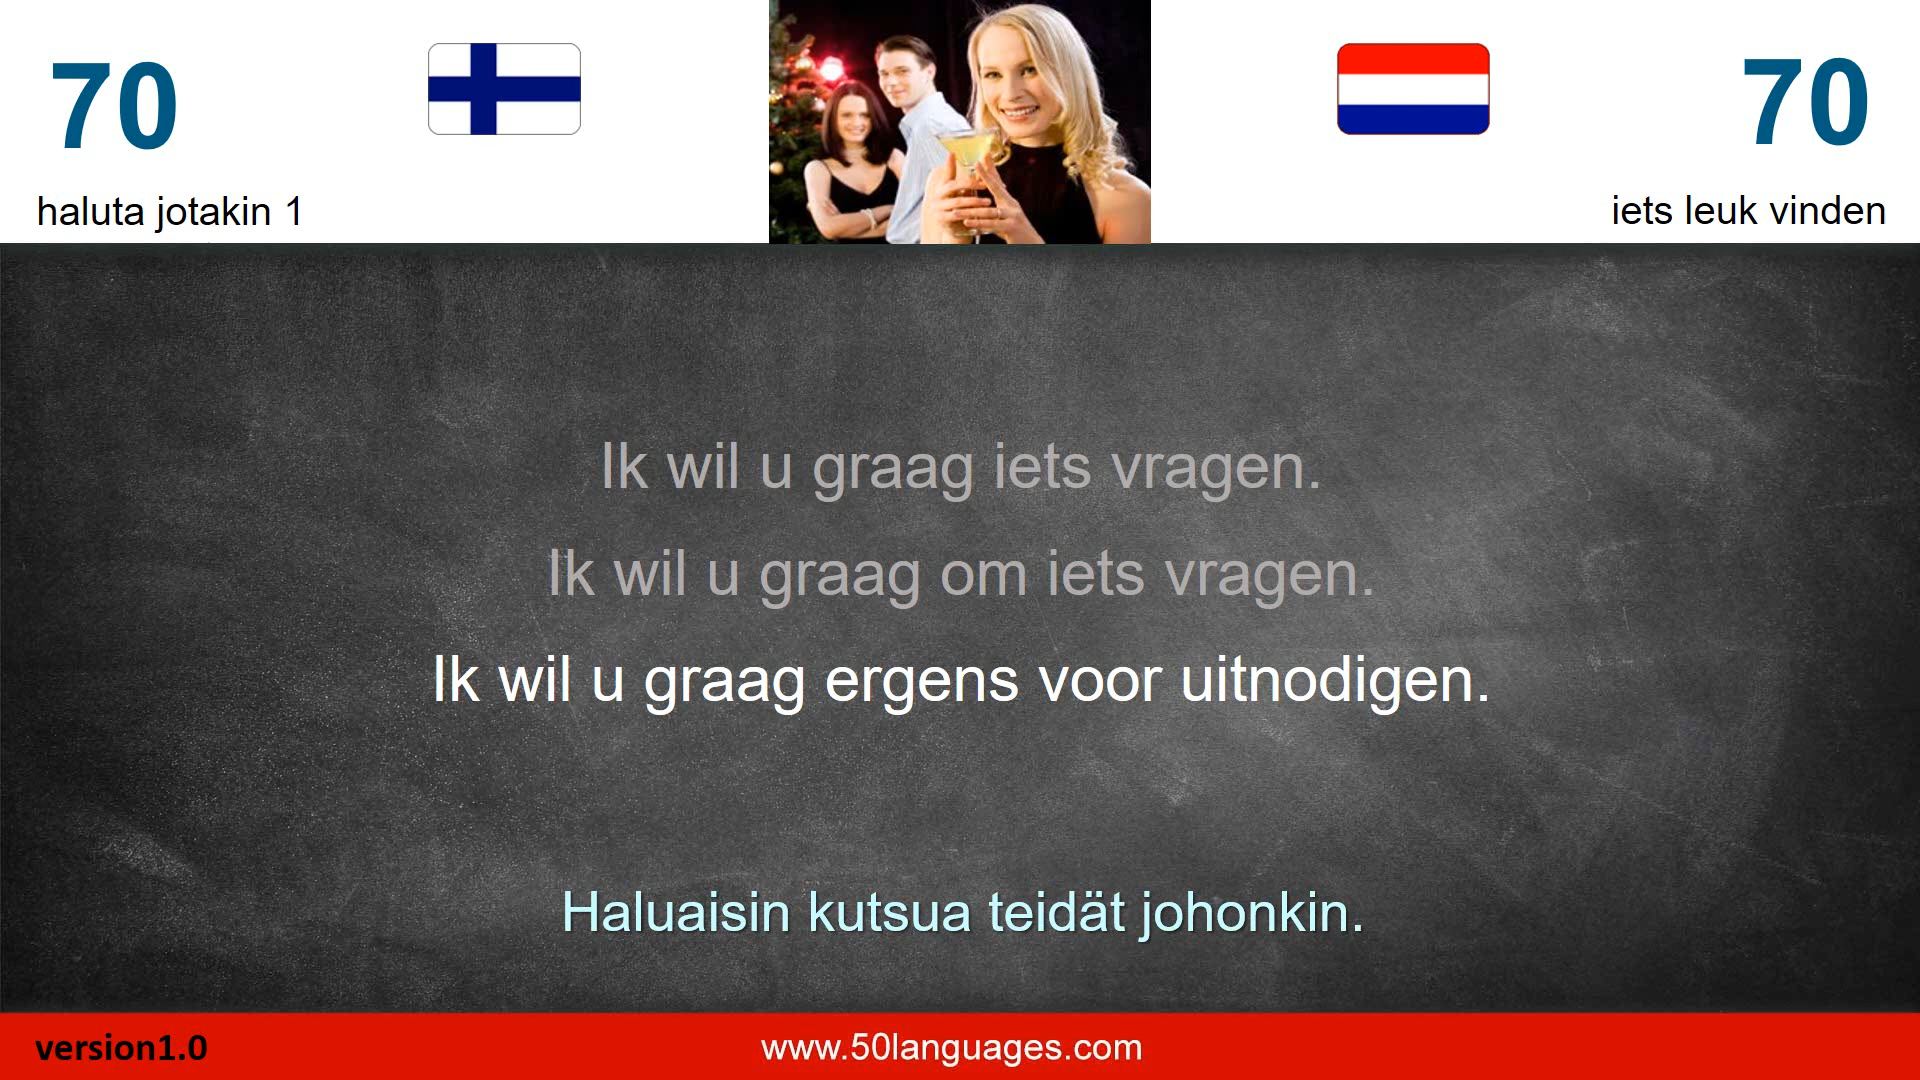 70
70
haluta jotakin 1
iets leuk vinden
Ik wil u graag iets vragen.
Ik wil u graag om iets vragen.
Ik wil u graag ergens voor uitnodigen.
Haluaisin kutsua teidät johonkin.
version1.0
www.50languages.com